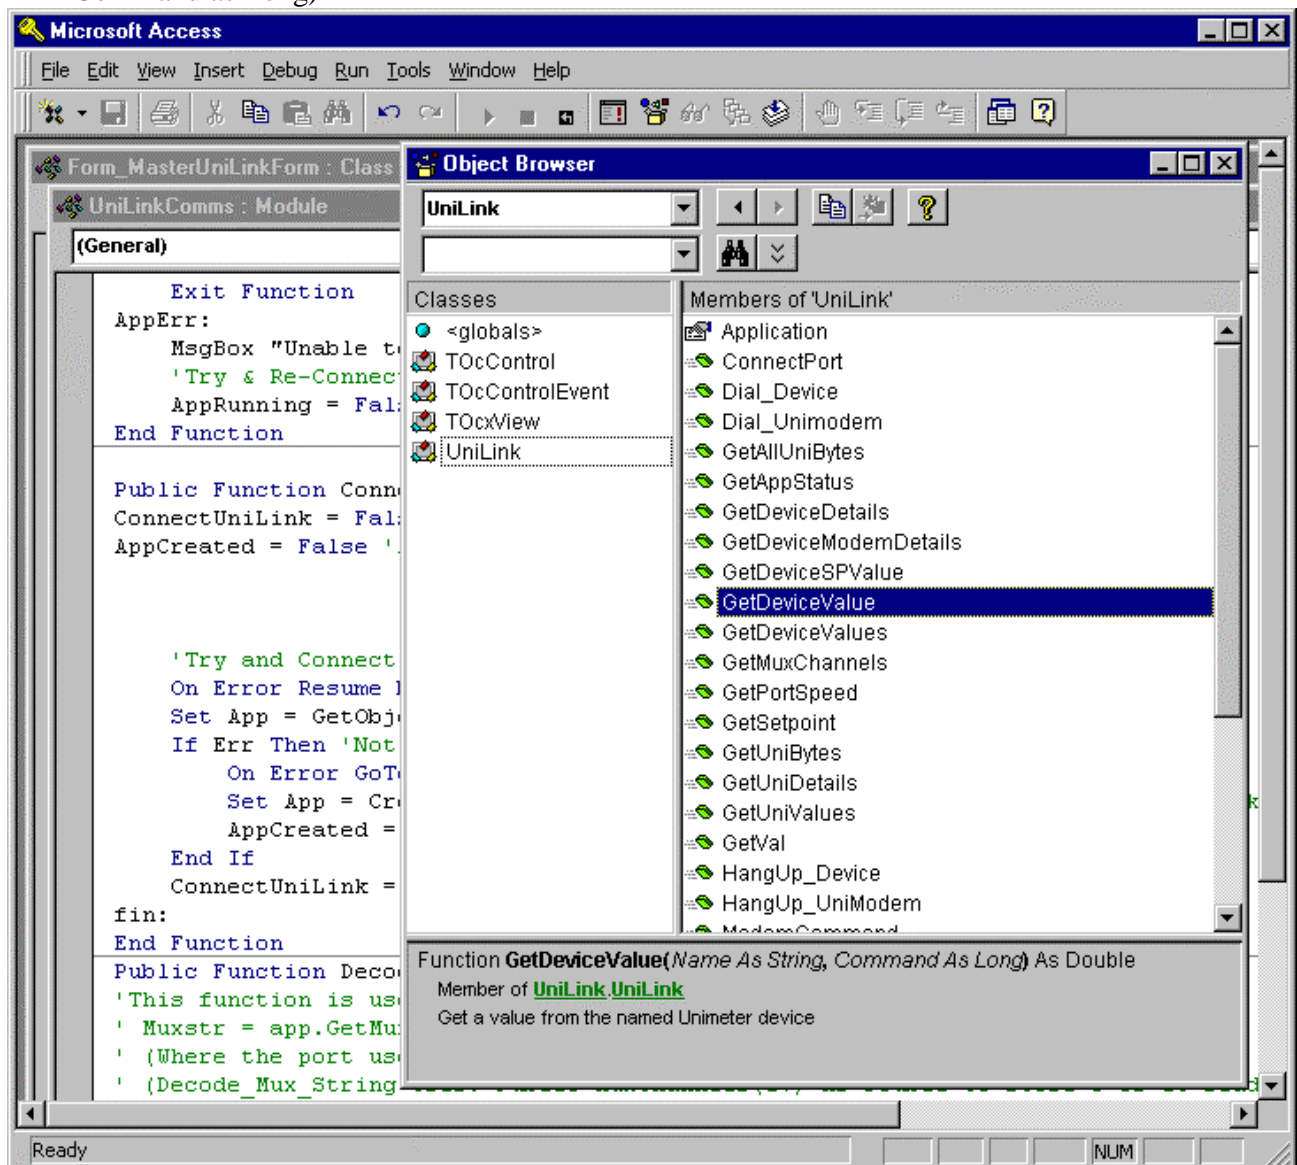 Command as Long)
Microsoft Access
File Edit View Insert Debug Run Tools Window Help
Form_MasterUniLinkForm : Class
Object Browser
UniLinkComms : Module
UniLink
(General)
Classes
Members of 'UniLink'
<globals>
TOcControl
TOcControlEvent
TOcxView
UniLink
Application
ConnectPort
Dial_Device
Dial_Unimodem
GetAllUniBytes
GetAppStatus
GetDeviceDetails
GetDeviceModemDetails
GetDeviceSPValue
GetDeviceValue
GetDeviceValues
GetMuxChannels
GetPortSpeed
GetSetpoint
GetUniBytes
GetUniDetails
GetUniValues
GetVal
HangUp_Device
HangUp_UniModem
ModemCommand
Exit Function
AppErr:
MsgBox "Unable t
'Try & Re-Connec
AppRunning = Fal
End Function
Public Function Conn
ConnectUniLink = Fal
AppCreated = False '
'Try and Connect
On Error Resume
Set App = GetObj
If Err Then 'Not
On Error GoT
Set App = Cr
AppCreated =
End If
ConnectUniLink =
fin:
End Function
Public Function Deco
'This function is us
' Muxstr = app.GetMu
' (Where the port us
' (Decode_Mux_String
Function GetDeviceValue(Name As String, Command As Long) As Double
Member of UniLink.UniLink
Get a value from the named Unimeter device
Ready
NUM